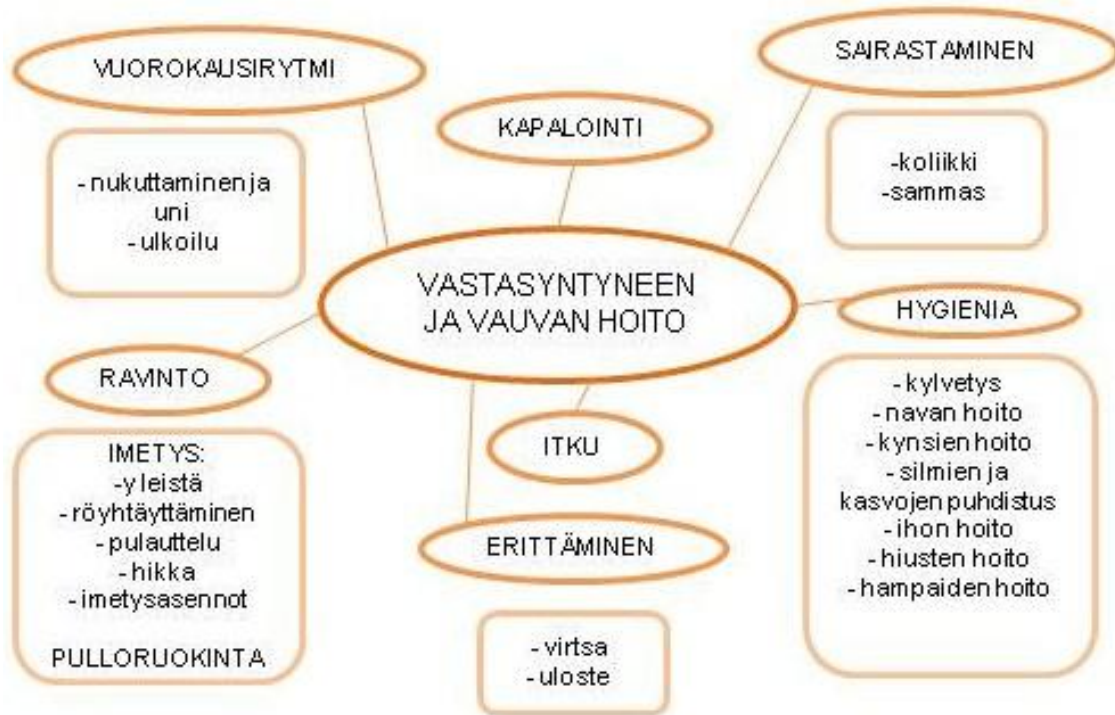 VUOROKAUSIRYTMI
- nukuttaminen ja
uni
- ulkoilu
KAPALOINTI
SAIRASTAMINEN
-koliikki
-sammas
VASTASYNTYNEEN
JA VAUVAN HOITO
HYGIENIA
- kylvetys
- navan hoito
- kynsien hoito
- silmien ja
kasvojen puhdistus
- ihon hoito
- hiusten hoito
- hampaiden hoito
RAVINTO
IMETYS:
-yleistä
- röyhtäyttäminen
- pulauttelu
- hikka
- imetysasennot
PULLORUOKINTA
ITKU
ERITTÄMINEN
- virtsa
- uloste